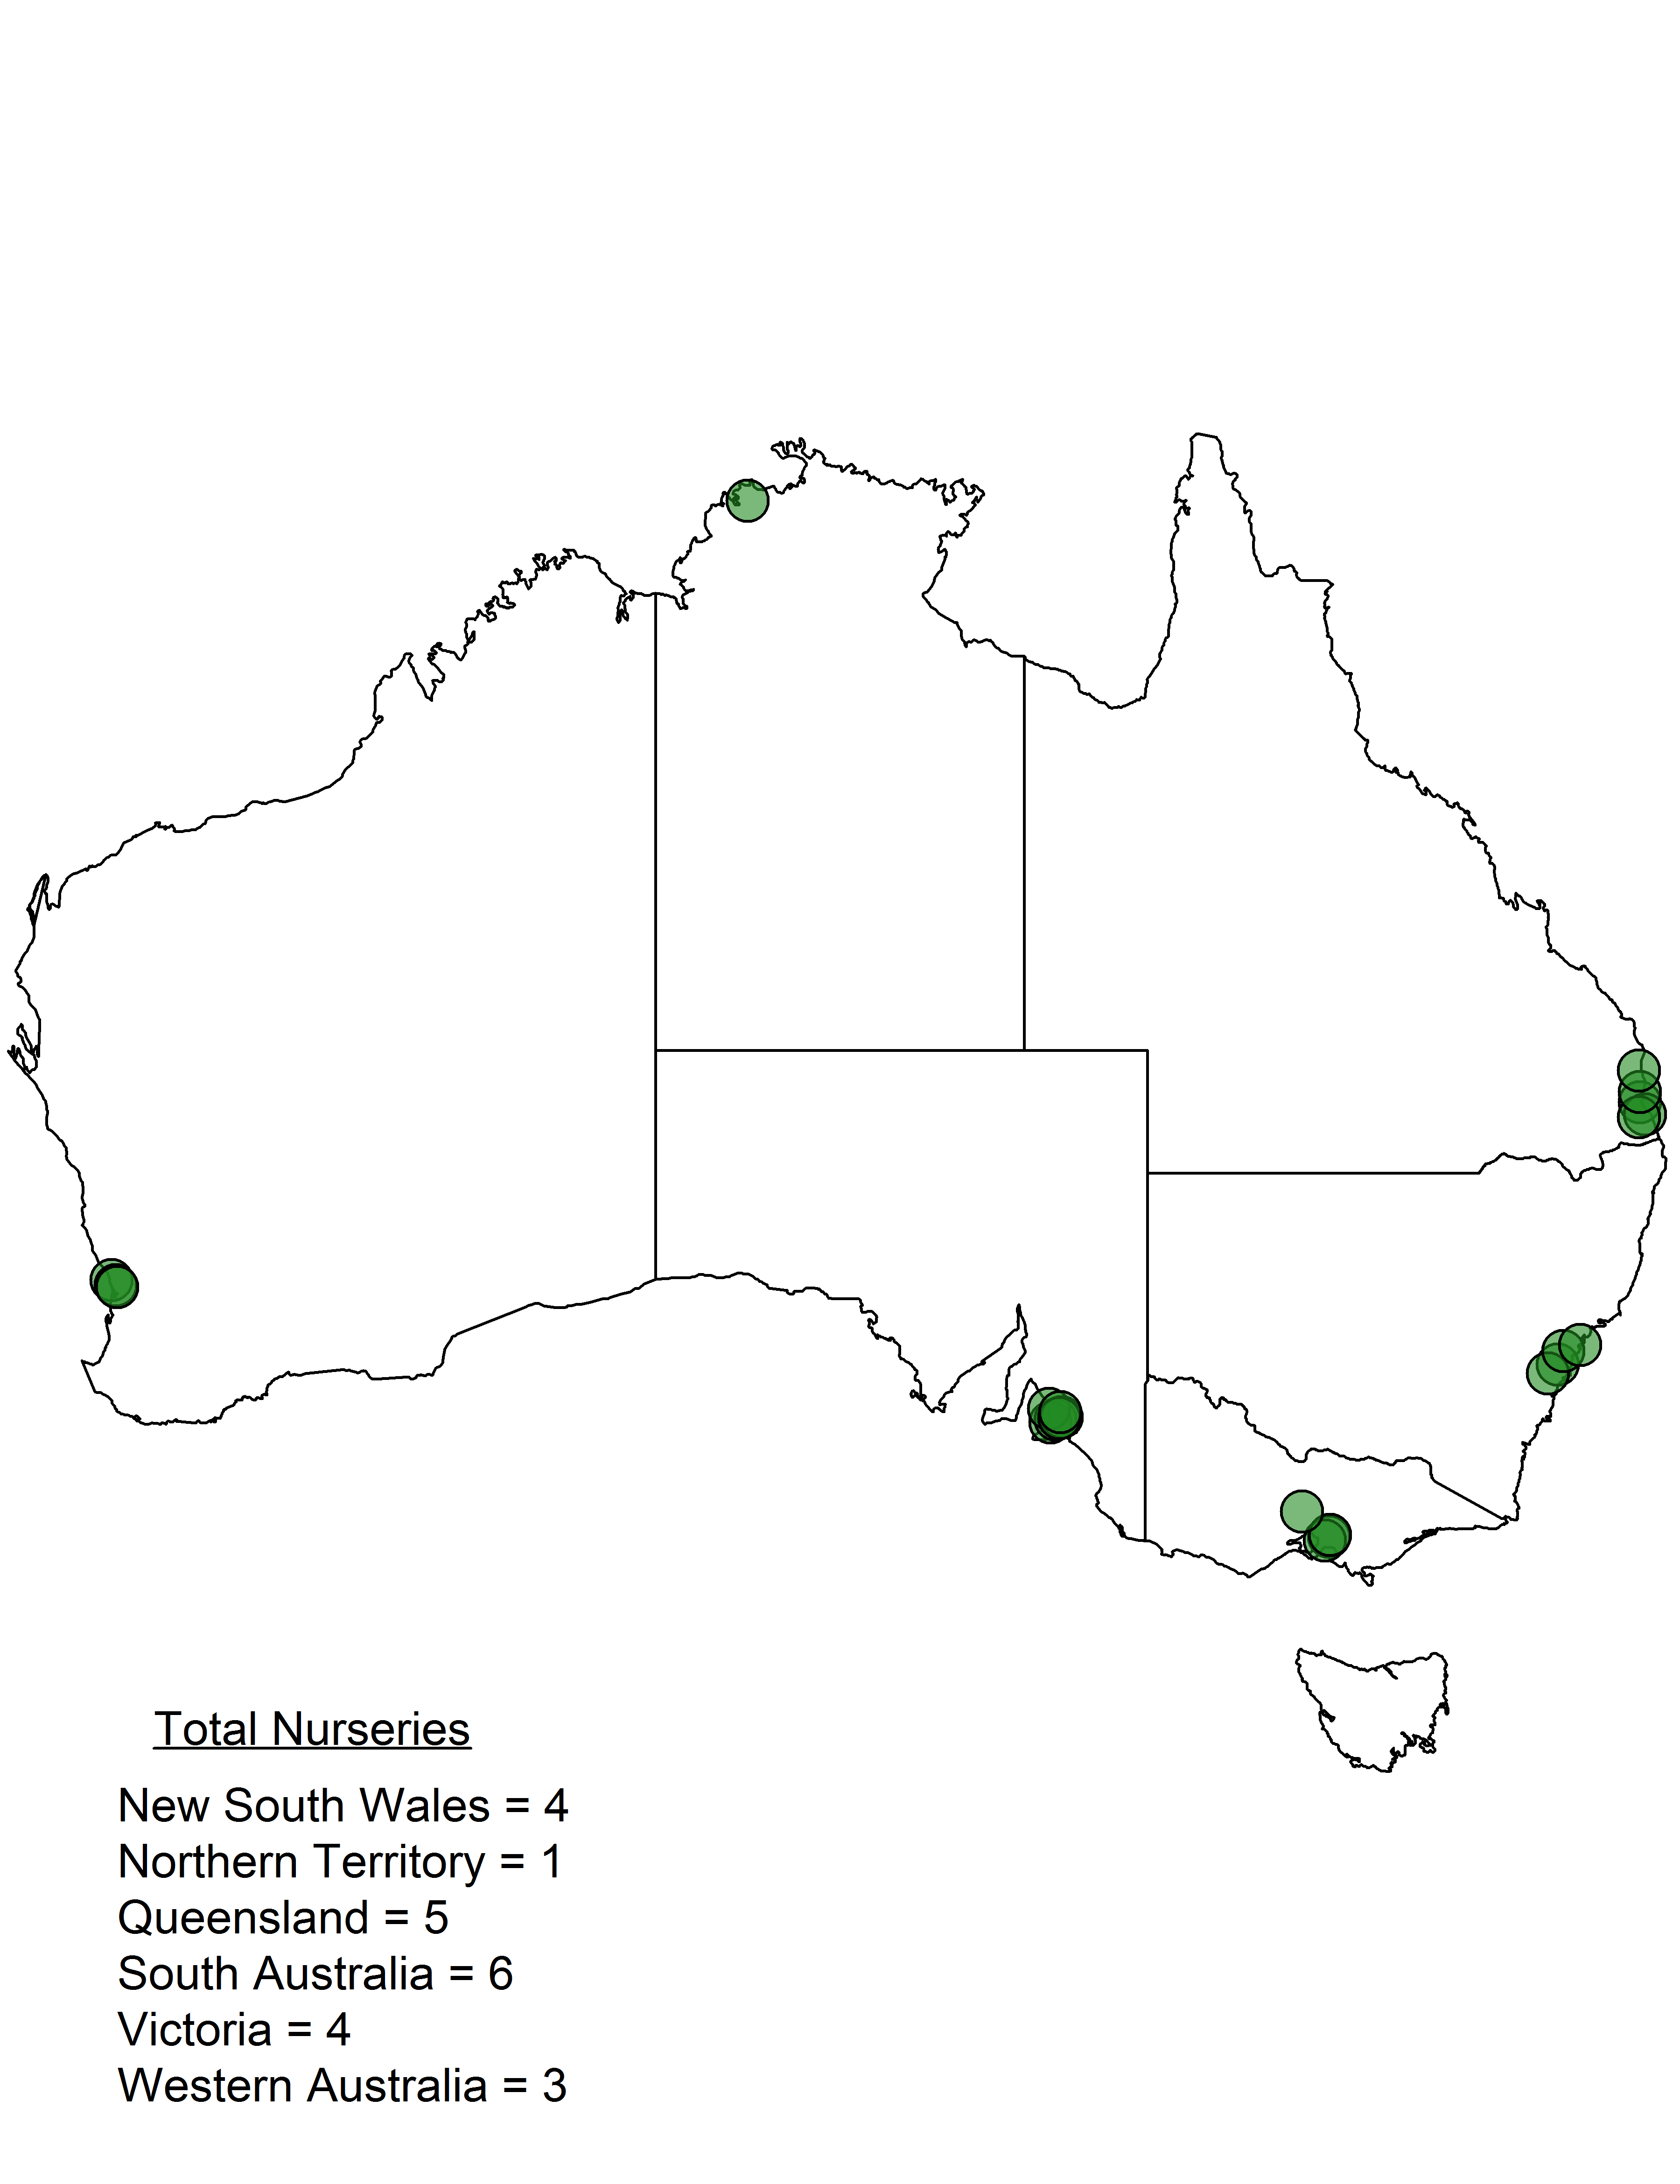 Total Nurseries
New South Wales = 4
Northern Territory = 1
Queensland = 5
South Australia = 6
Victoria = 4
Western Australia = 3